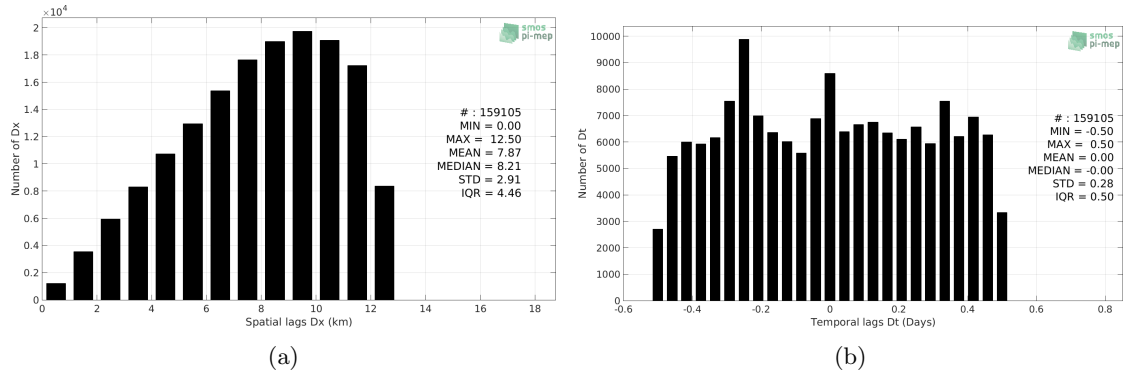 ×10⁴
2
1.8
1.6
1.4
1.2
1
0.8
0.6
0.4
0.2
0
Number of Dx
0 2 4 6 8 10 12 14 16 18
Spatial lags Dx (km)
smos
pi-mep
# : 159105
MIN = 0.00
MAX = 12.50
MEAN = 7.87
MEDIAN = 8.21
STD = 2.91
IQR = 4.46
(a)
10000
9000
8000
7000
6000
5000
4000
3000
2000
1000
0
Number of Dt
-0.6 -0.4 -0.2 0 0.2 0.4 0.6 0.8
Temporal lags Dt (Days)
smos
pi-mep
# : 159105
MIN = -0.50
MAX = 0.50
MEAN = 0.00
MEDIAN = -0.00
STD = 0.28
IQR = 0.50
(b)